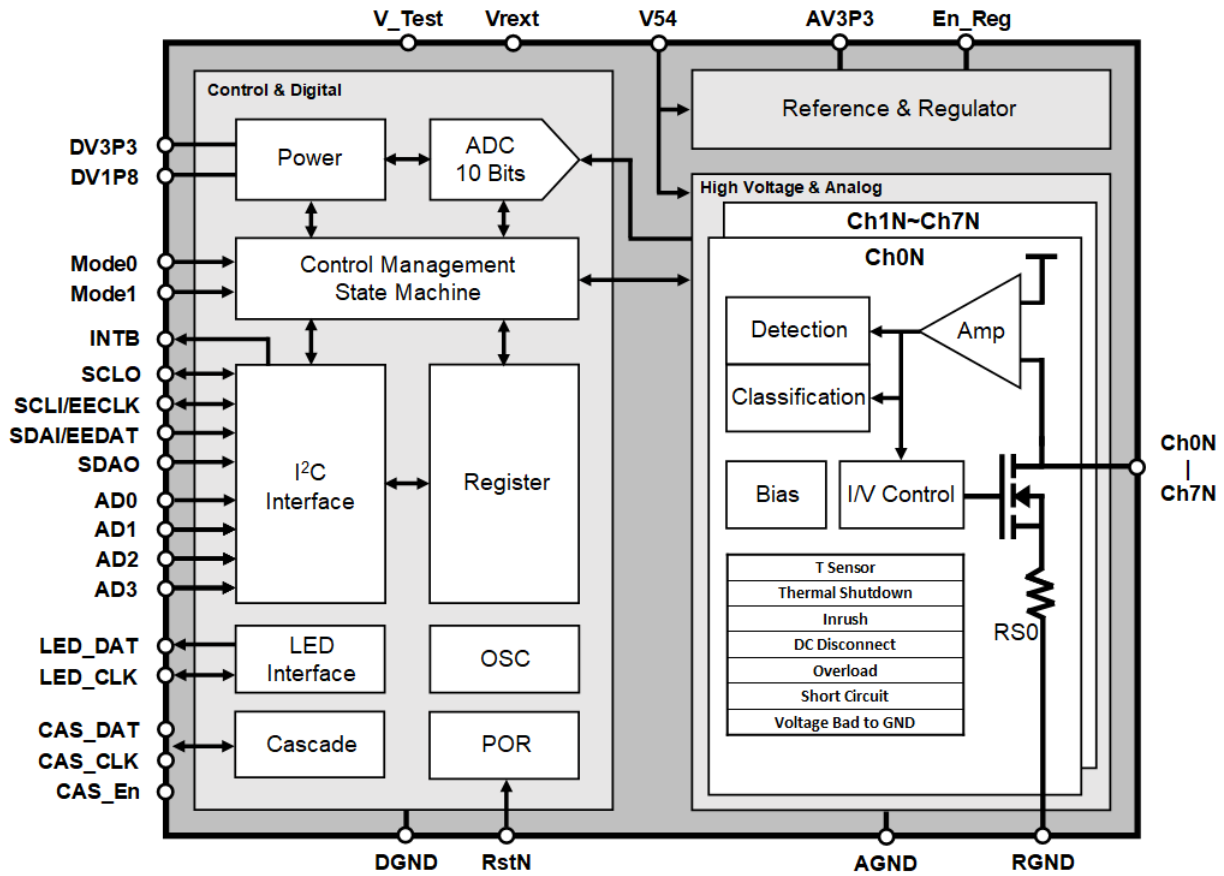 V_Test
Vrext
V54
AV3P3
En_Reg
Control & Digital
Reference & Regulator
DV3P3
DV1P8
Power
ADC
10 Bits
High Voltage & Analog
Ch1N~Ch7N
Ch0N
Mode0
Mode1
Control Management
State Machine
INTB
SCLO
SCLI/EECLK
SDAI/EEDAT
SDAO
AD0
AD1
AD2
AD3
I²C
Interface
Register
Detection
Amp
Classification
Bias
I/V Control
Ch0N
|
Ch7N
T Sensor
Thermal Shutdown
Inrush
DC Disconnect
Overload
Short Circuit
Voltage Bad to GND
RS0
LED_DAT
LED_CLK
LED
Interface
OSC
CAS_DAT
CAS_CLK
CAS_En
Cascade
POR
DGND
RstN
AGND
RGND